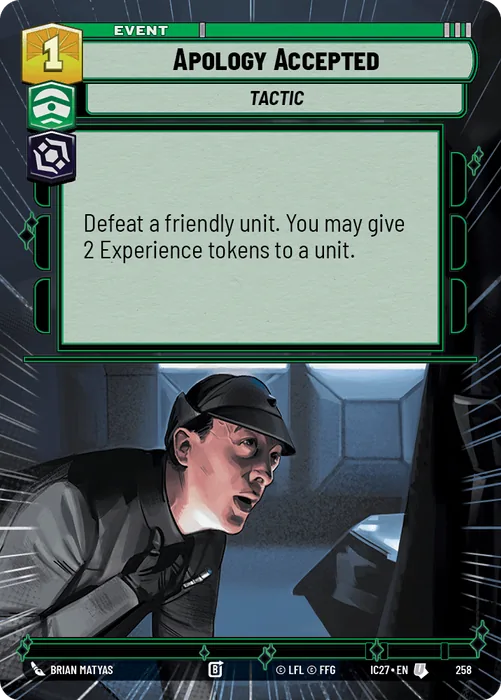 EVENT
1
APOLOGY ACCEPTED
TACTIC
Defeat a friendly unit. You may give
2 Experience tokens to a unit.
BRIAN MATYAS
B
© LFL © FFG
IC27 • EN
258